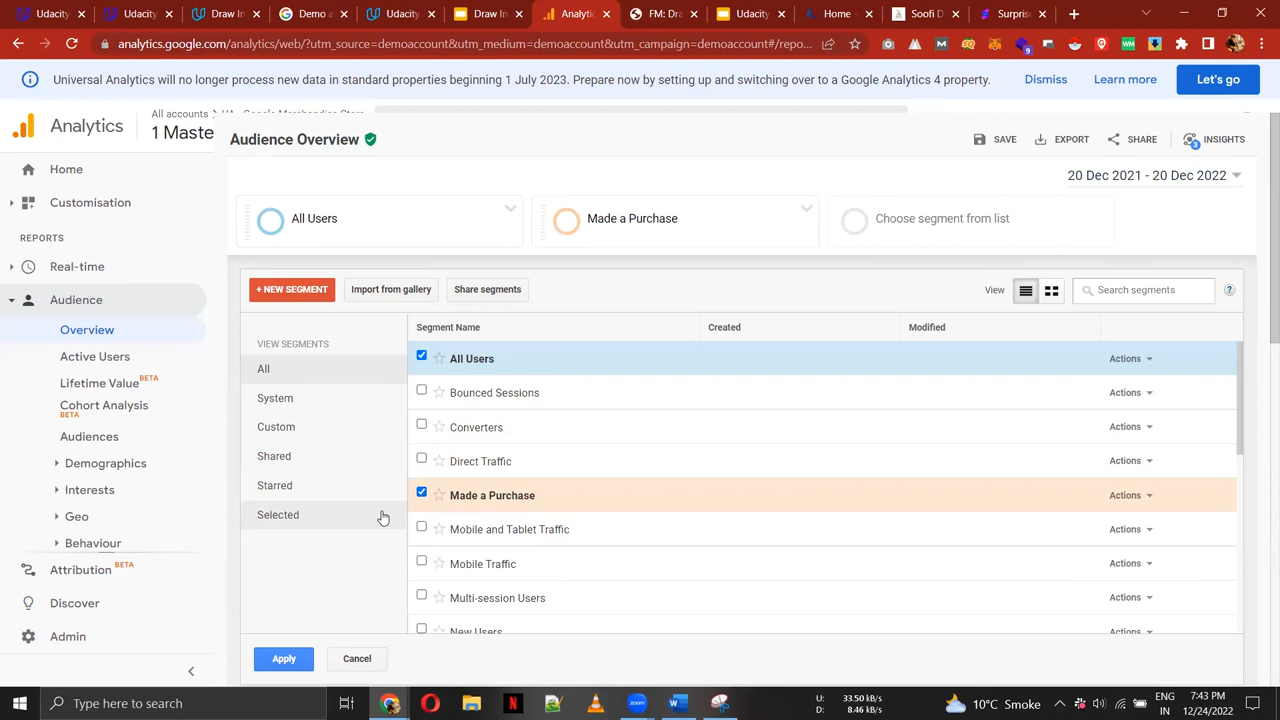 Udacity
Udacity
Draw In
Demo a
Udacity
Draw In
Analytic
FM: Dra
Udacity
Home -
Soofi D
Surprise
analytics.google.com/analytics/web/?utm_source=demoaccount&utm_medium=demoaccount&utm_campaign=demoaccount#/repo...
Universal Analytics will no longer process new data in standard properties beginning 1 July 2023. Prepare now by setting up and switching over to a Google Analytics 4 property.
Dismiss
Learn more
Let's go
Analytics
All accounts > UA - Google Merchandise Store
1 Master
Audience Overview
SAVE
EXPORT
SHARE
3
INSIGHTS
20 Dec 2021 - 20 Dec 2022
All Users
Made a Purchase
Choose segment from list
Home
Customisation
REPORTS
Real-time
Audience
Overview
Active Users
Lifetime Value BETA
Cohort Analysis
BETA
Audiences
Demographics
Interests
Geo
Behaviour
Attribution BETA
Discover
Admin
+ NEW SEGMENT
Import from gallery
Share segments
View
Search segments
?
VIEW SEGMENTS
All
System
Custom
Shared
Starred
Selected
Segment Name
Created
Modified
All Users
Actions
Bounced Sessions
Actions
Converters
Actions
Direct Traffic
Actions
Made a Purchase
Actions
Mobile and Tablet Traffic
Actions
Mobile Traffic
Actions
Multi-session Users
Actions
New Users
Actions
Apply
Cancel
Type here to search
U: 33.50 kB/s
D: 8.46 kB/s
10°C Smoke
ENG
IN
7:43 PM
12/24/2022